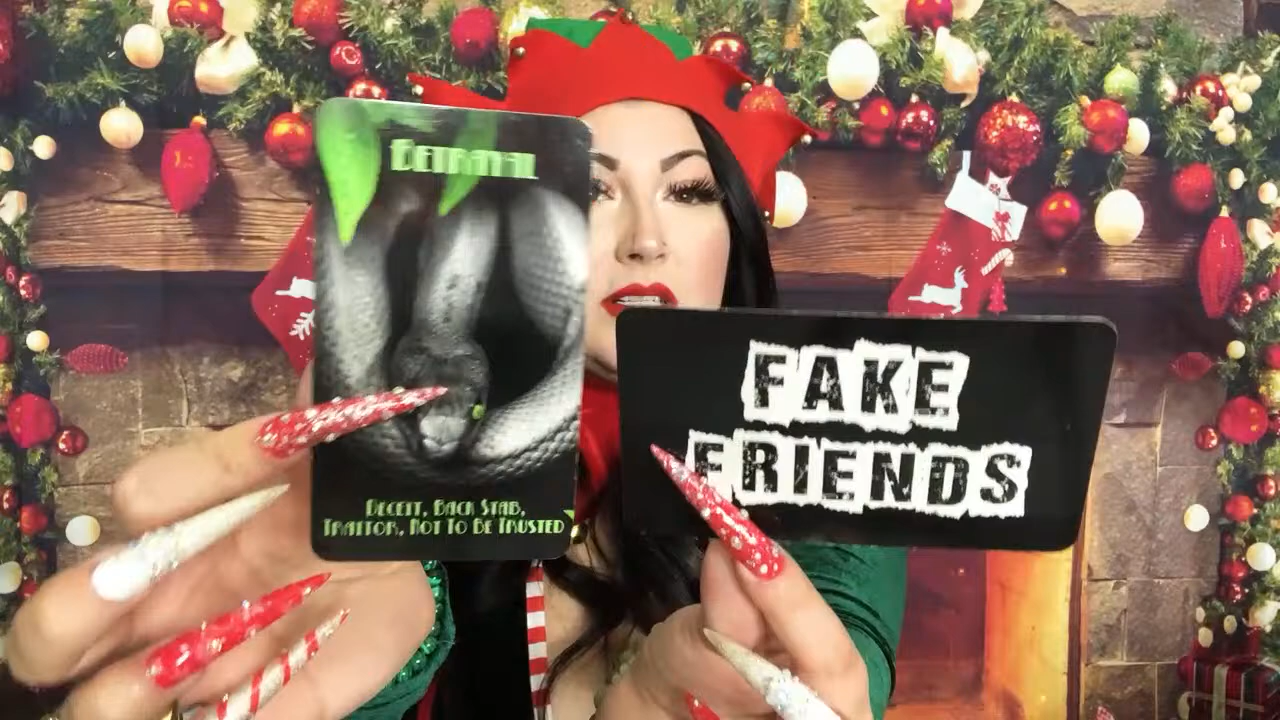 BETRAYAL
DECEIT, BACK STAB,
TRAITOR, NOT TO BE TRUSTED
FAKE
FRIENDS